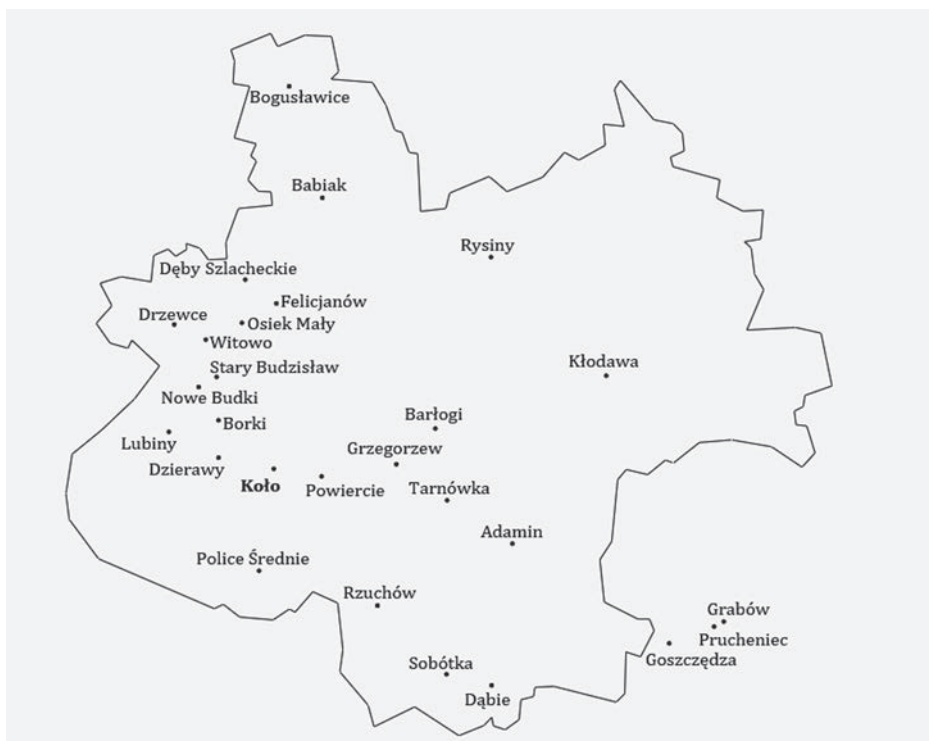 Bogusławice
Babiak
Rysiny
Dęby Szlacheckie
Felicjanów
Drzewce
Osiek Mały
Witowo
Kłodawa
Stary Budzisław
Nowe Budki
Barłogi
Borki
Lubiny
Grzegorzew
Dzierawy
Koło
Powiercie
Tarnówka
Adamin
Police Średnie
Rzuchów
Grabów
Prucheniec
Goszczędza
Sobótka
Dąbie